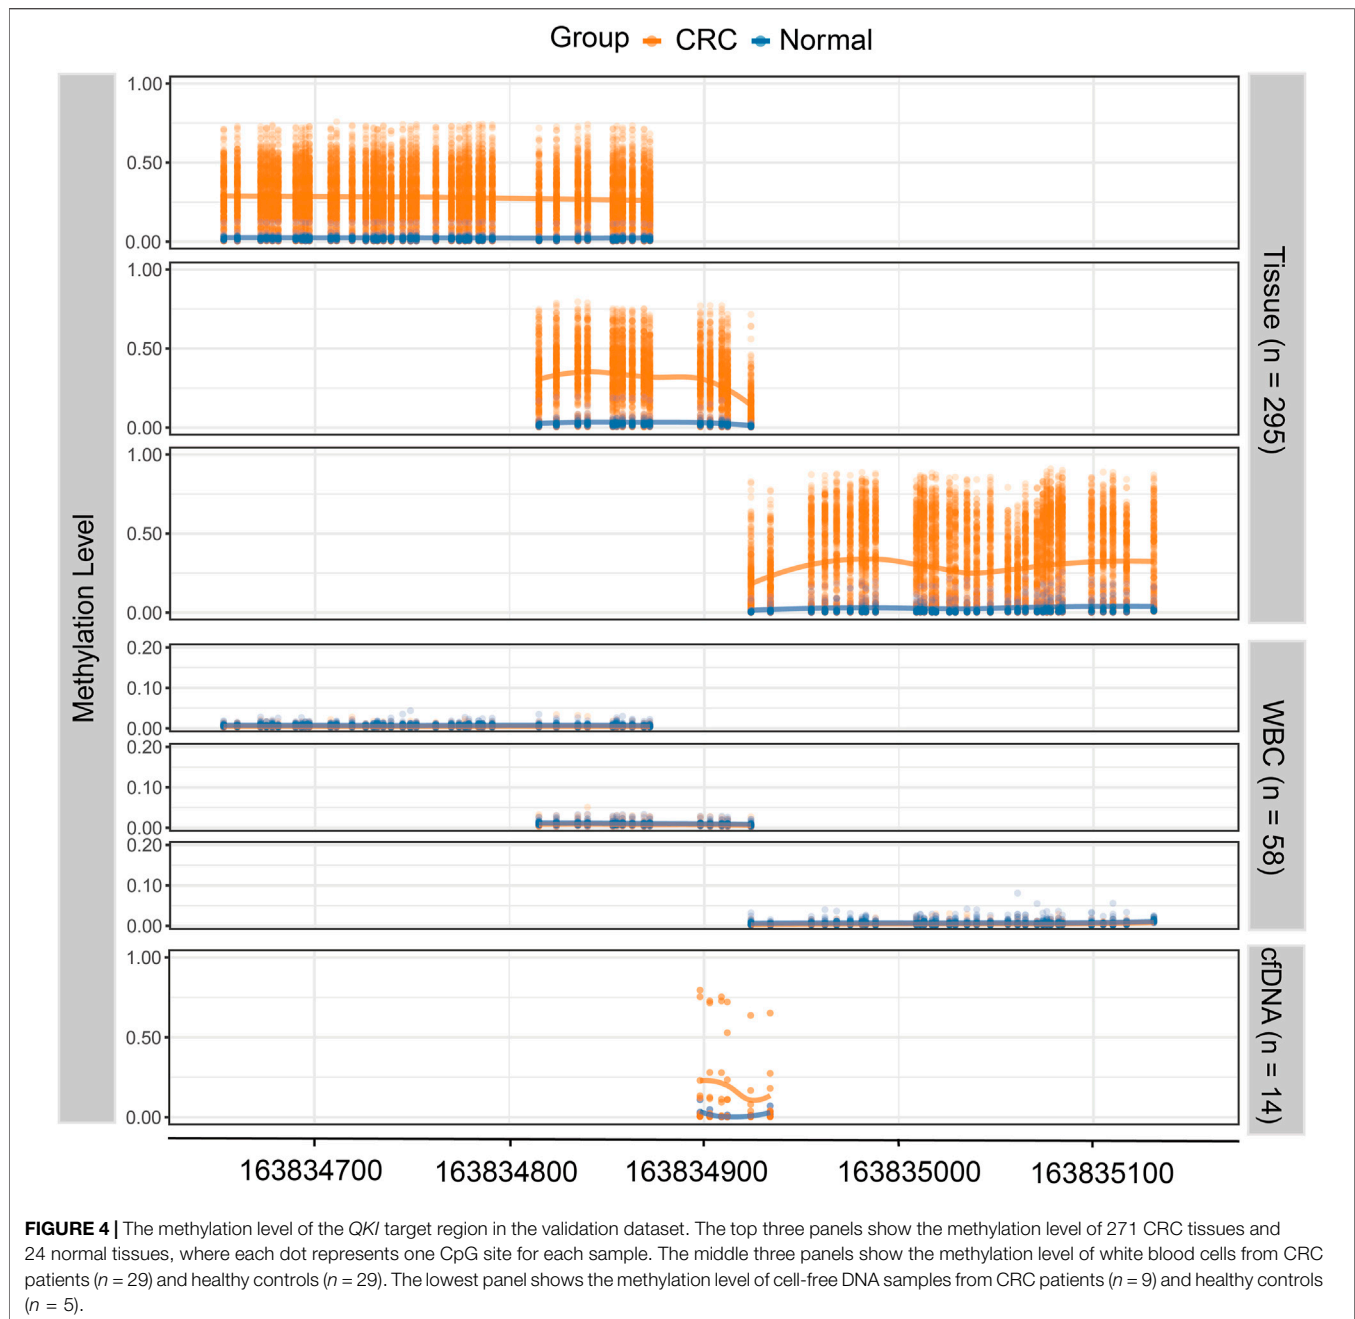 Group CRC Normal
Methylation Level
1.00
0.50
0.00
1.00
0.50
0.00
1.00
0.50
0.00
Tissue (n = 295)
0.20
0.10
0.00
0.20
0.10
0.00
0.20
0.10
0.00
WBC (n = 58)
1.00
0.50
0.00
cfDNA (n = 14)
163834700 163834800 163834900 163835000 163835100
FIGURE 4 | The methylation level of the QKI target region in the validation dataset. The top three panels show the methylation level of 271 CRC tissues and
24 normal tissues, where each dot represents one CpG site for each sample. The middle three panels show the methylation level of white blood cells from CRC
patients (n = 29) and healthy controls (n = 29). The lowest panel shows the methylation level of cell-free DNA samples from CRC patients (n = 9) and healthy controls
(n = 5).